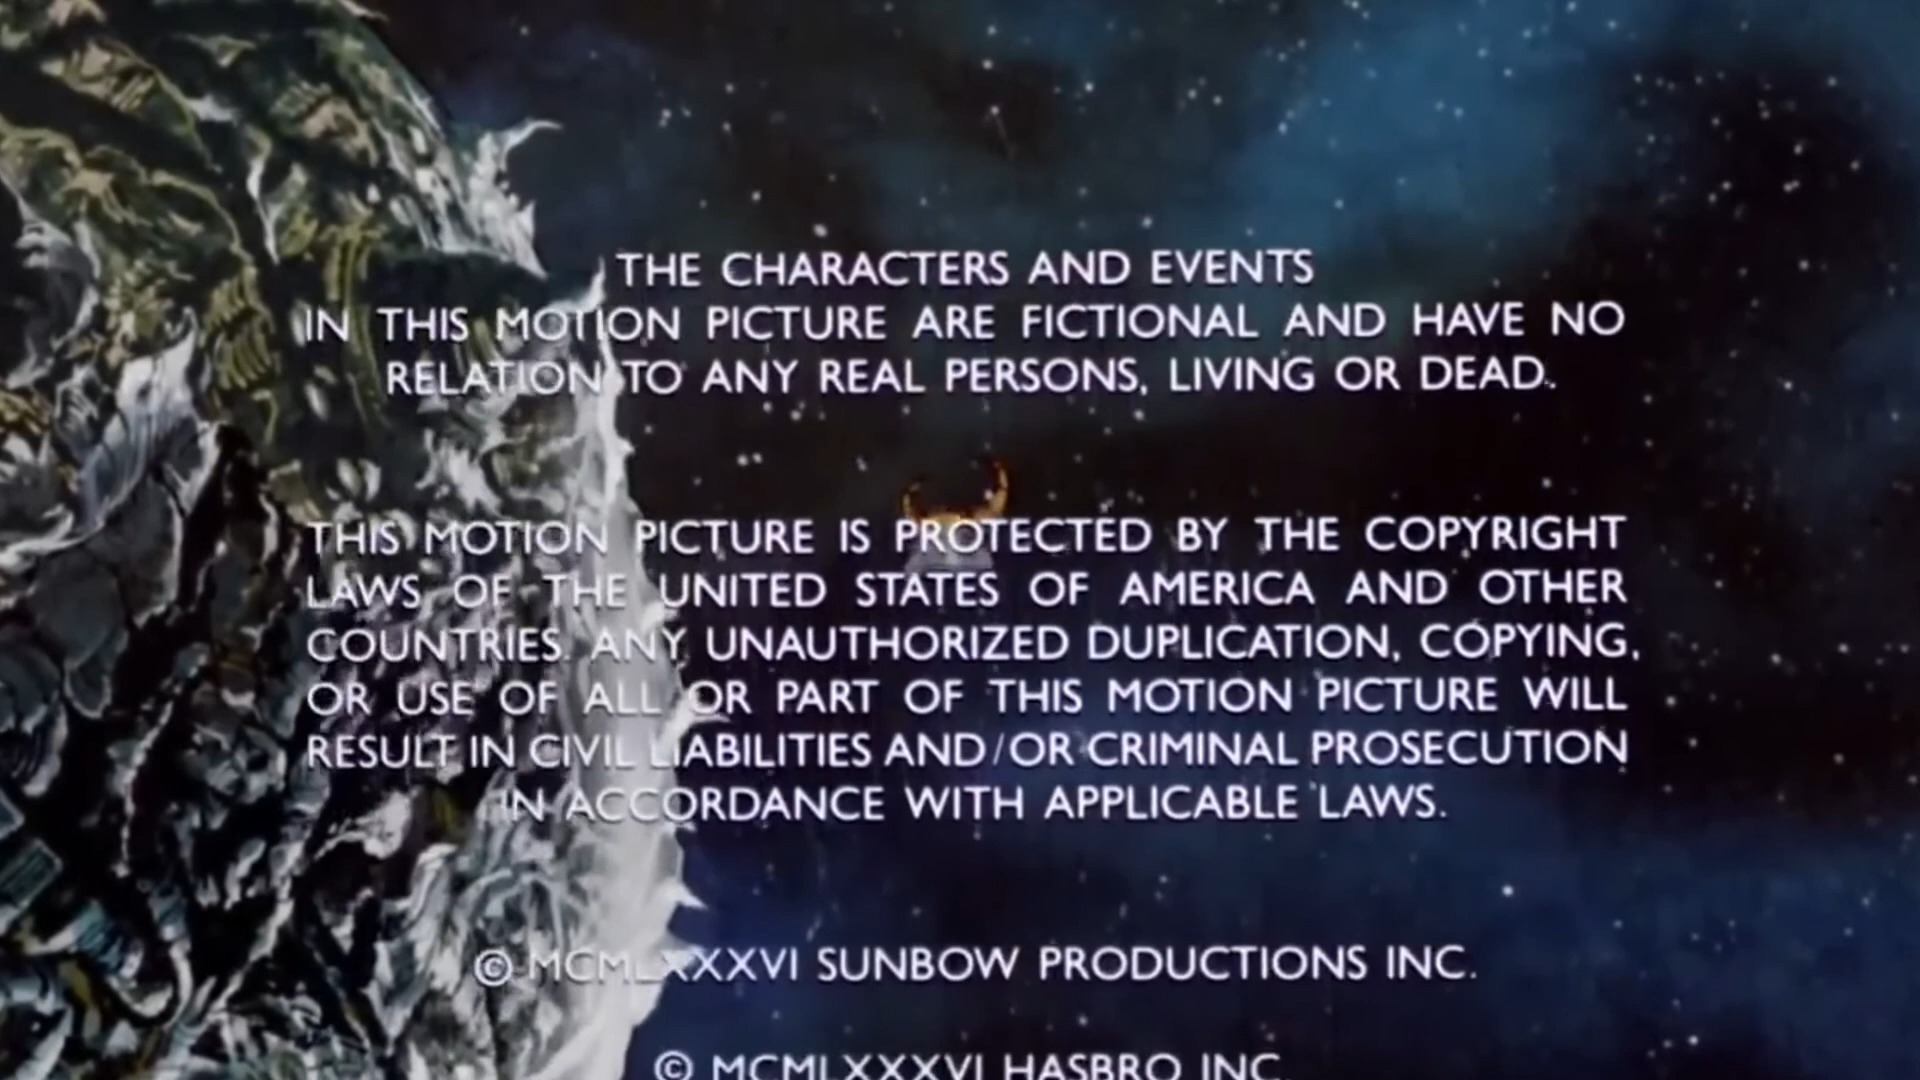 THE CHARACTERS AND EVENTS
IN THIS MOTION PICTURE ARE FICTIONAL AND HAVE NO
RELATION TO ANY REAL PERSONS, LIVING OR DEAD.
THIS MOTION PICTURE IS PROTECTED BY THE COPYRIGHT
LAWS OF THE UNITED STATES OF AMERICA AND OTHER
COUNTRIES. ANY UNAUTHORIZED DUPLICATION, COPYING,
OR USE OF ALL OR PART OF THIS MOTION PICTURE WILL
RESULT IN CIVIL LIABILITIES AND/OR CRIMINAL PROSECUTION
IN ACCORDANCE WITH APPLICABLE LAWS.
© MCMLXXXVI SUNBOW PRODUCTIONS INC.
© MCMLXXXVI HASBRO INC.